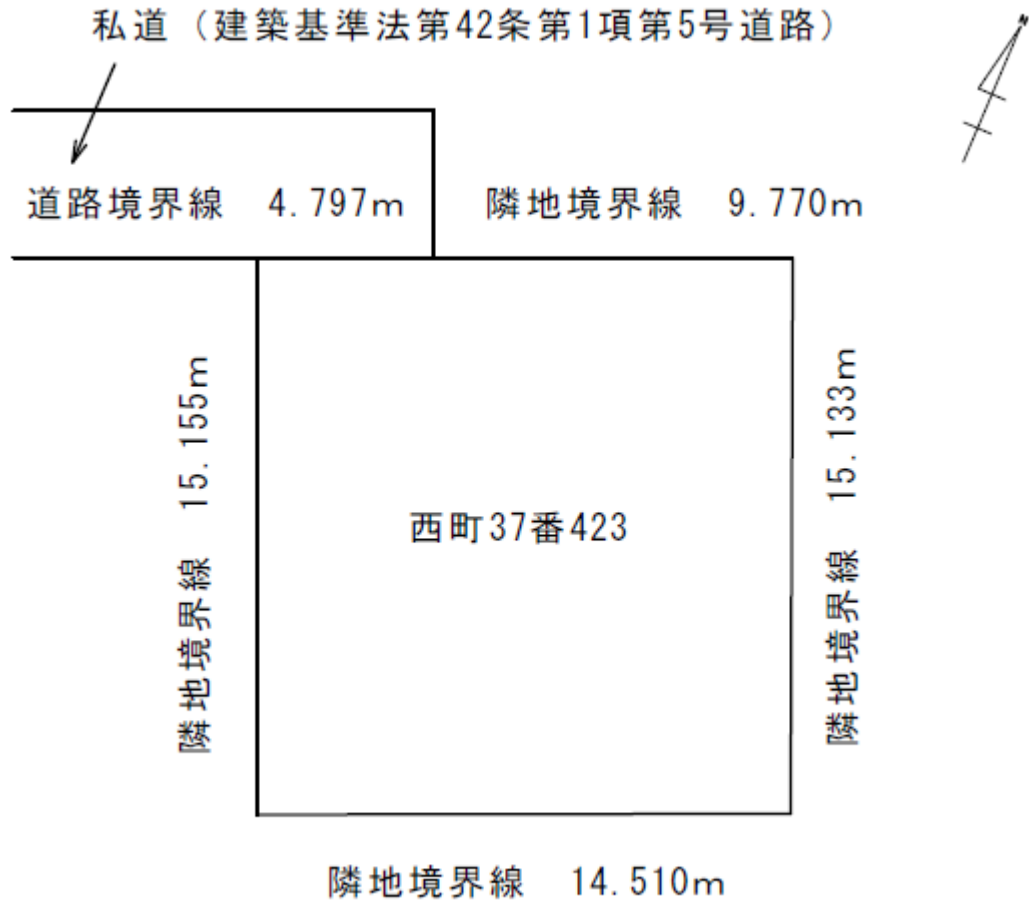 私道（建築基準法第42条第1項第5号道路）
N
道路境界線　4.797m
隣地境界線　9.770m
隣地境界線　15.155m
西町37番423
隣地境界線　15.133m
隣地境界線　14.510m